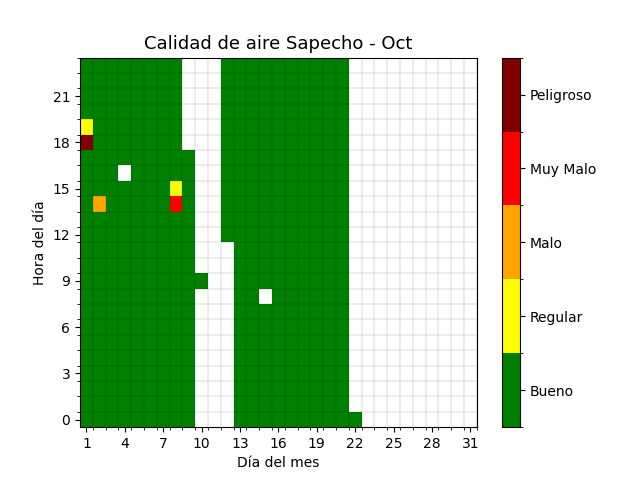 Calidad de aire Sapecho - Oct
Hora del día
21
18
15
12
9
6
3
0
1 4 7 10 13 16 19 22 25 28 31
Día del mes
Peligroso
Muy Malo
Malo
Regular
Bueno